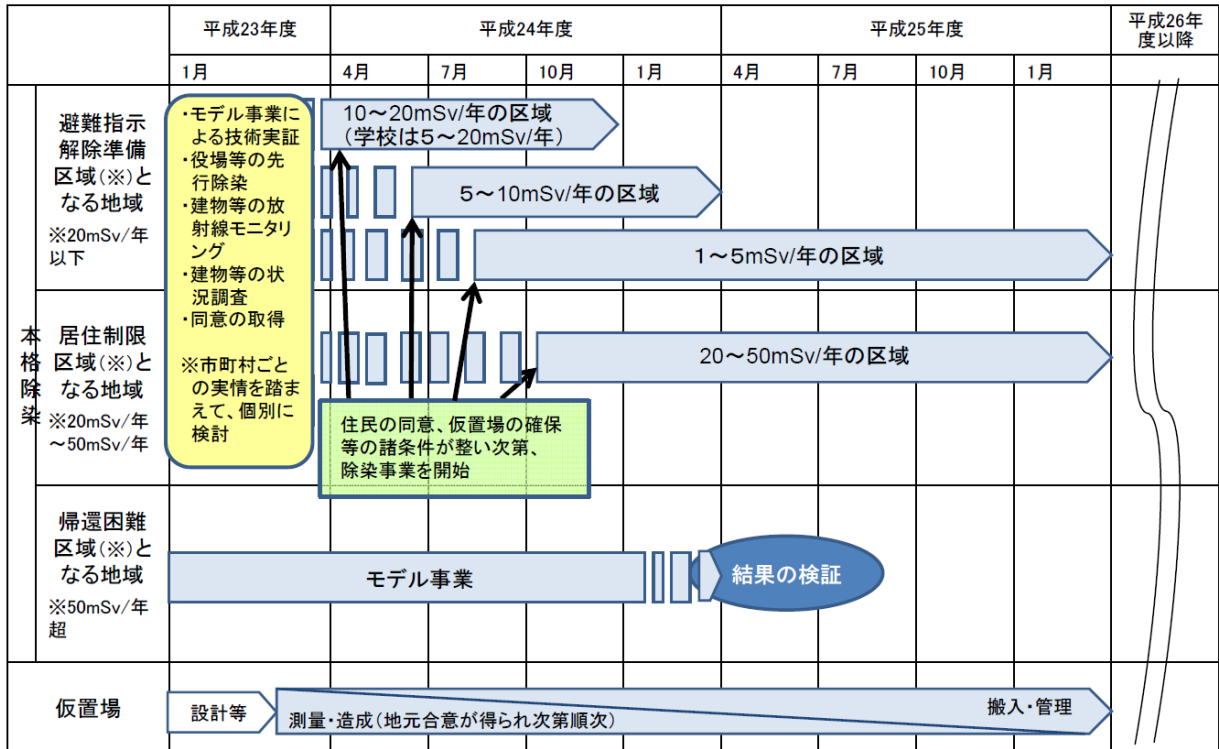 平成23年度
平成24年度
平成25年度
平成26年
度以降
1月
4月
7月
10月
1月
4月
7月
10月
1月
本格除染
避難指示
解除準備
区域(※)と
なる地域
※20mSv/年
以下
・モデル事業に
よる技術実証
・役場等の先
行除染
・建物等の放
射線モニタリ
ング
・建物等の状
況調査
・同意の取得
※市町村ごと
の実情を踏ま
えて、個別に
検討
10～20mSv/年の区域
(学校は5～20mSv/年)
5～10mSv/年の区域
1～5mSv/年の区域
居住制限
区域(※)と
なる地域
※20mSv/年
～50mSv/年
20～50mSv/年の区域
住民の同意、仮置場の確保
等の諸条件が整い次第、
除染事業を開始
帰還困難
区域(※)と
なる地域
※50mSv/年
超
モデル事業
結果の検証
仮置場
設計等
測量・造成(地元合意が得られ次第順次)
搬入・管理